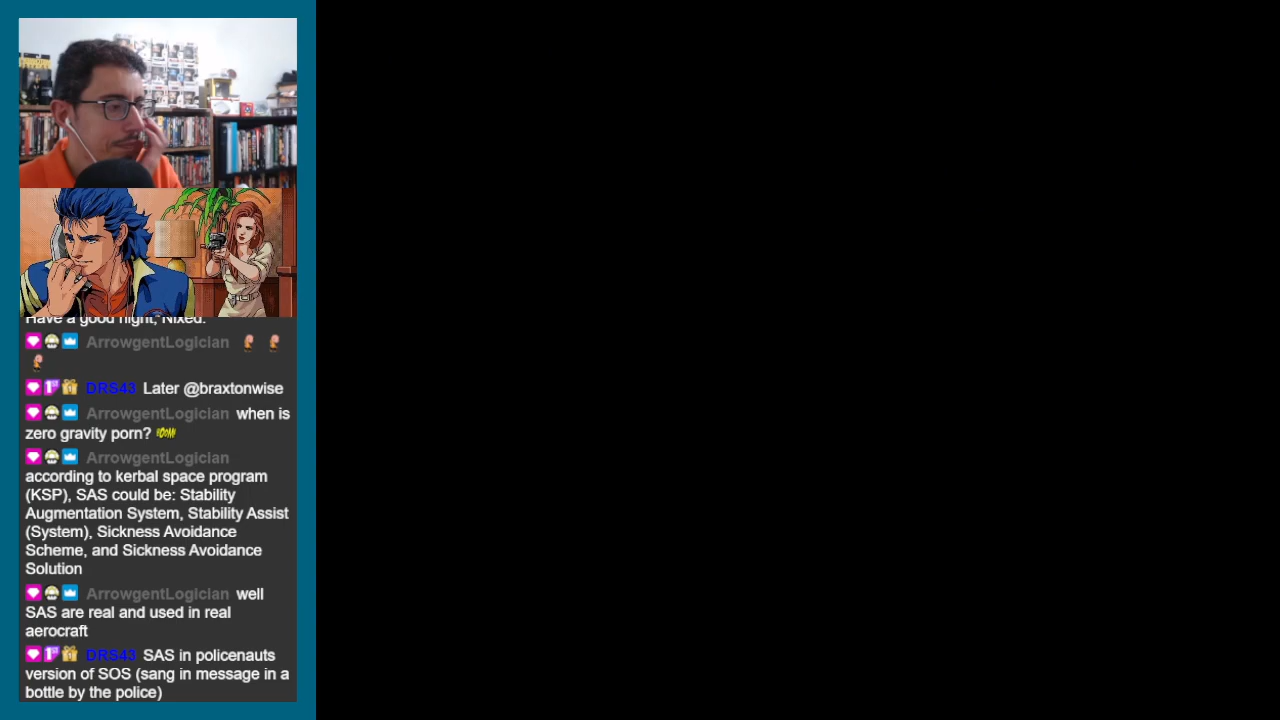 Have a good night, Nixed.
ArrowgentLogician
DRS43 Later @braxtonwise
ArrowgentLogician when is
zero gravity porn?
ArrowgentLogician
according to kerbal space program
(KSP), SAS could be: Stability
Augmentation System, Stability Assist
(System), Sickness Avoidance
Scheme, and Sickness Avoidance
Solution
ArrowgentLogician well
SAS are real and used in real
aerocraft
DRS43 SAS in policenauts
version of SOS (sang in message in a
bottle by the police)